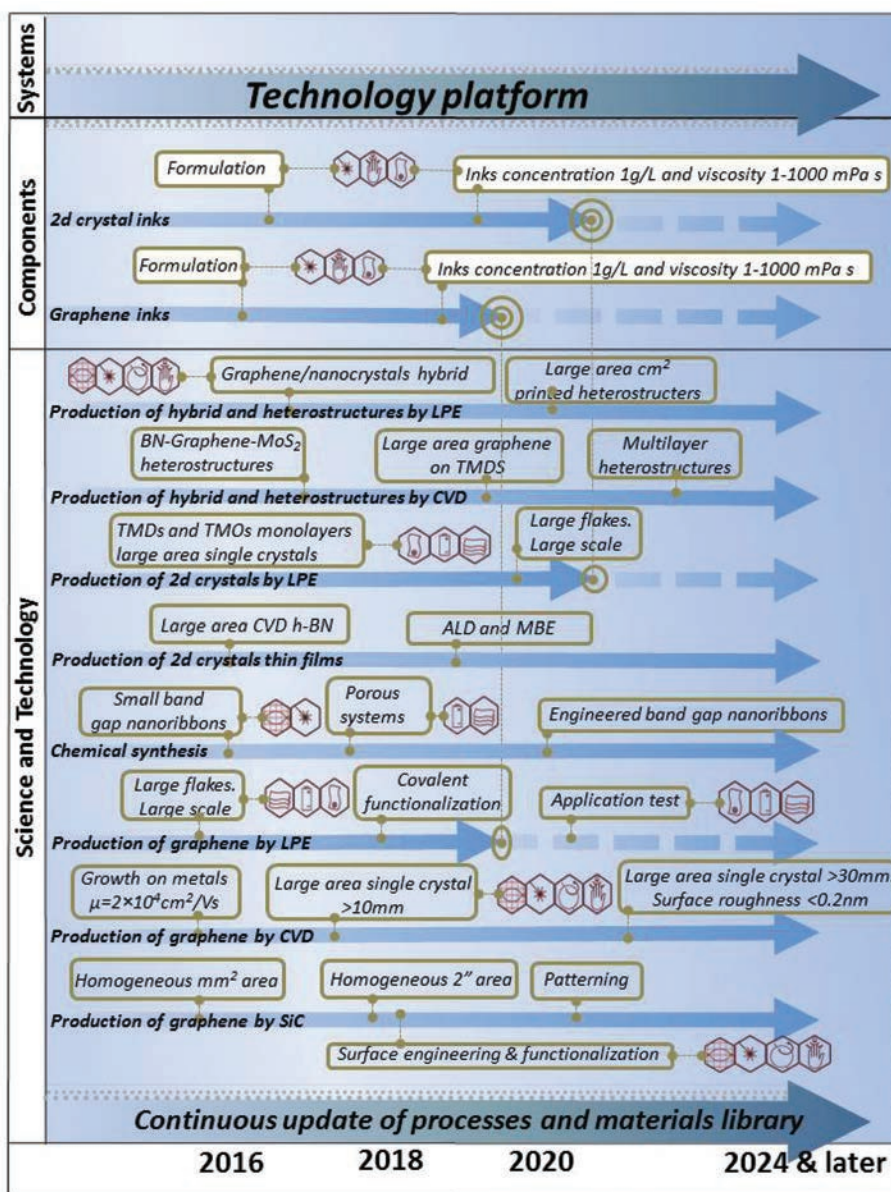 Systems
Technology platform
Components
Formulation
Inks concentration 1g/L and viscosity 1-1000 mPa s
2d crystal inks
Formulation
Inks concentration 1g/L and viscosity 1-1000 mPa s
Graphene inks
Science and Technology
Graphene/nanocrystals hybrid
Large area cm²
printed heterostructers
Production of hybrid and heterostructures by LPE
BN-Graphene-MoS₂
heterostructures
Large area graphene
on TMDS
Multilayer
heterostructures
Production of hybrid and heterostructures by CVD
TMDs and TMOs monolayers
large area single crystals
Large flakes.
Large scale
Production of 2d crystals by LPE
Large area CVD h-BN
ALD and MBE
Production of 2d crystals thin films
Small band
gap nanoribbons
Porous
systems
Engineered band gap nanoribbons
Chemical synthesis
Large flakes.
Large scale
Covalent
functionalization
Application test
Production of graphene by LPE
Growth on metals
μ=2×10⁴cm²/Vs
Large area single crystal
>10mm
Large area single crystal >30mm
Surface roughness <0.2nm
Production of graphene by CVD
Homogeneous mm² area
Homogeneous 2″ area
Patterning
Production of graphene by SiC
Surface engineering & functionalization
Continuous update of processes and materials library
2016 2018 2020 2024 & later